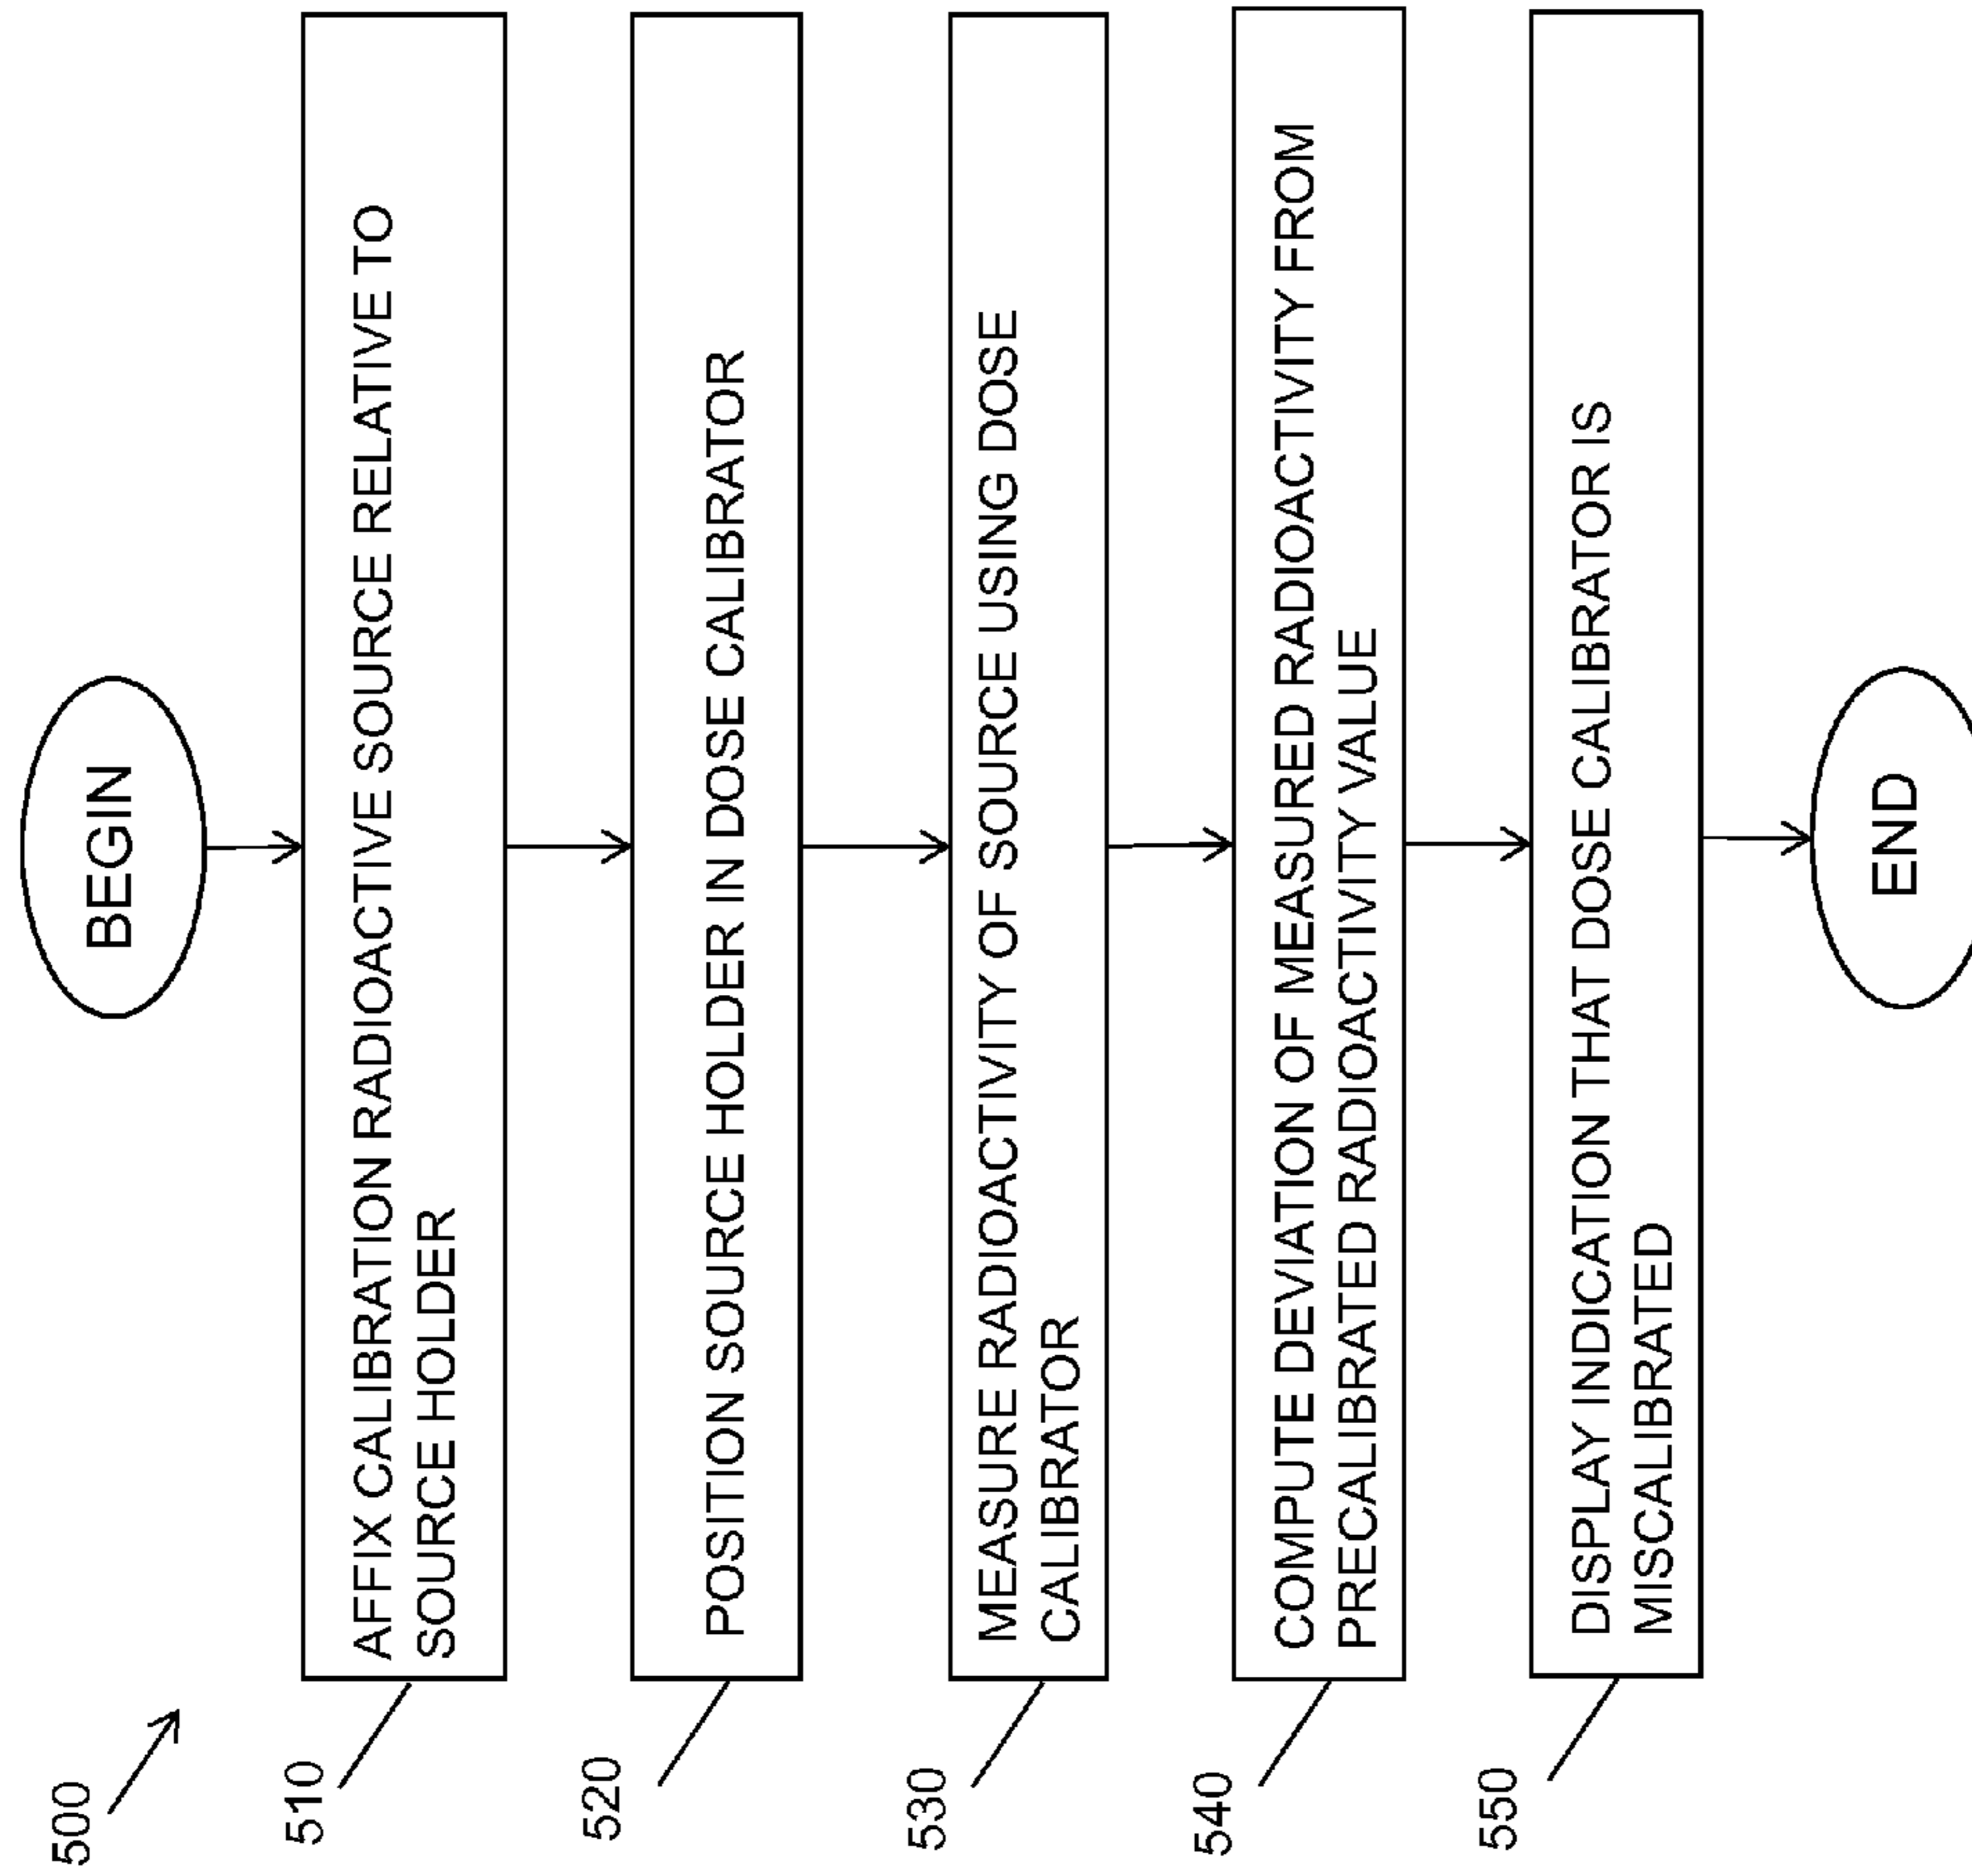 500
BEGIN
510
AFFIX CALIBRATION RADIOACTIVE SOURCE RELATIVE TO
SOURCE HOLDER
520
POSITION SOURCE HOLDER IN DOSE CALIBRATOR
530
MEASURE RADIOACTIVITY OF SOURCE USING DOSE
CALIBRATOR
540
COMPUTE DEVIATION OF MEASURED RADIOACTIVITY FROM
PRECALIBRATED RADIOACTIVITY VALUE
550
DISPLAY INDICATION THAT DOSE CALIBRATOR IS
MISCALIBRATED
END